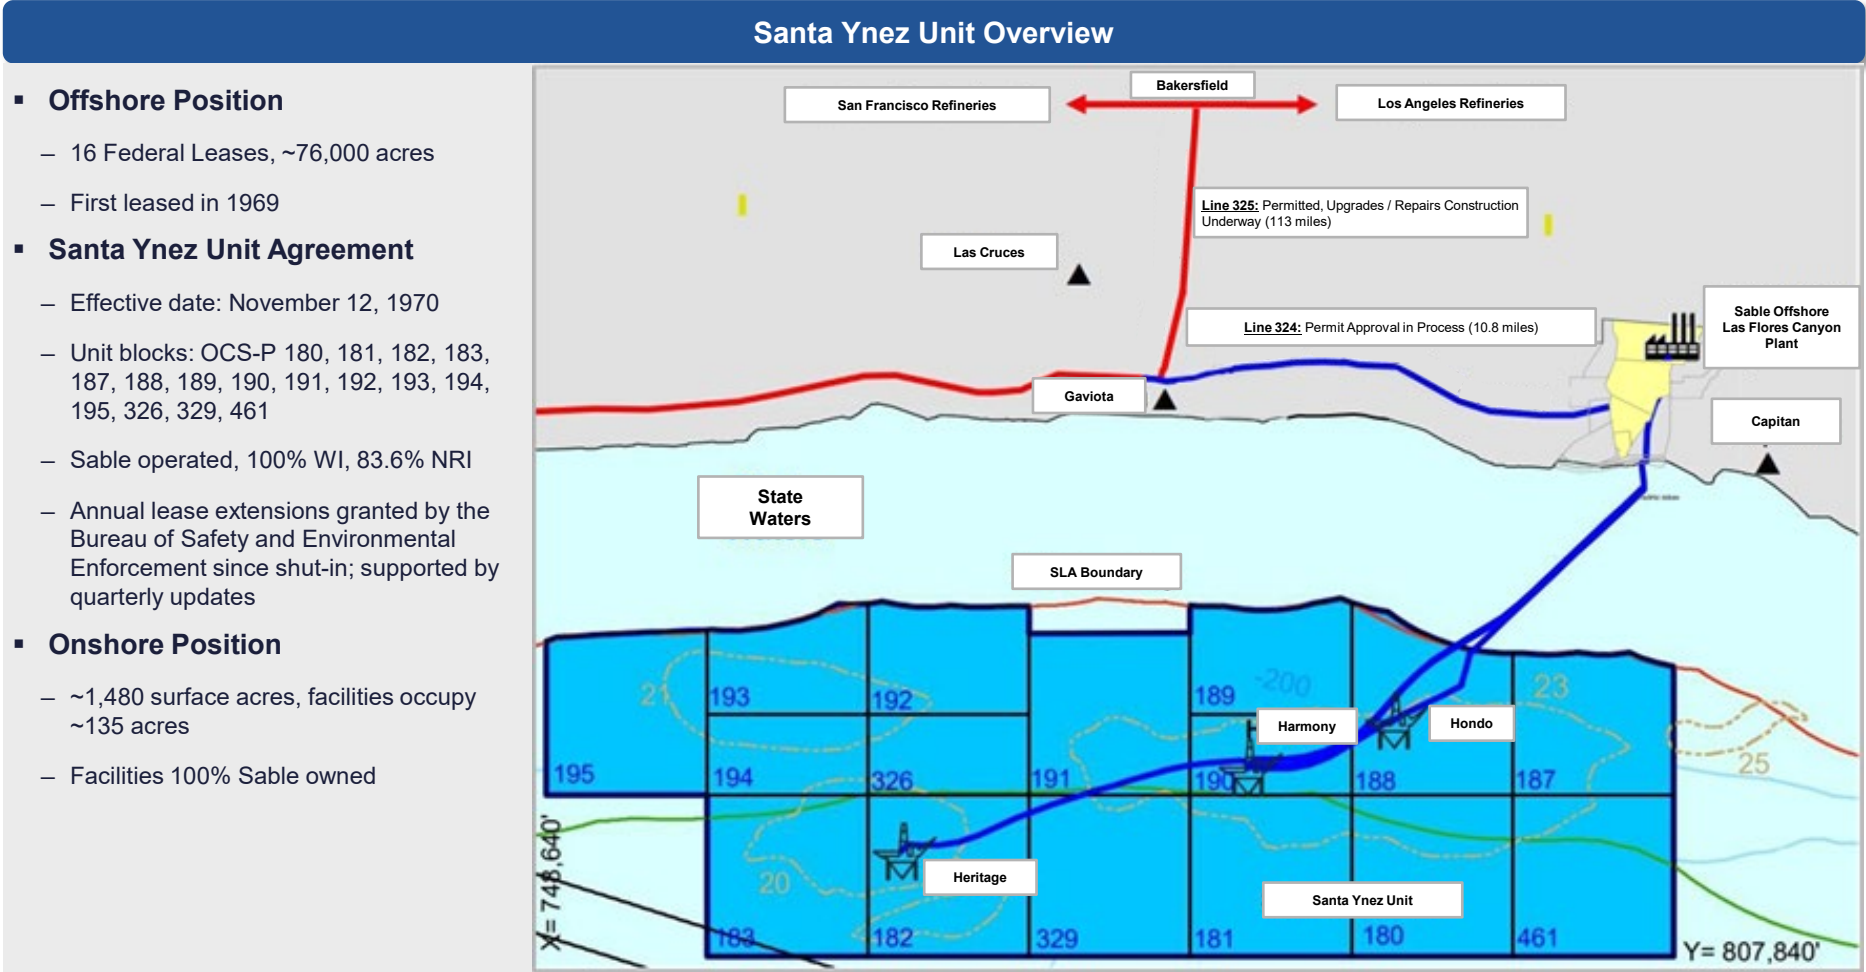 Santa Ynez Unit Overview
▪ Offshore Position
– 16 Federal Leases, ~76,000 acres
– First leased in 1969
▪ Santa Ynez Unit Agreement
– Effective date: November 12, 1970
– Unit blocks: OCS-P 180, 181, 182, 183,
187, 188, 189, 190, 191, 192, 193, 194,
195, 326, 329, 461
– Sable operated, 100% WI, 83.6% NRI
– Annual lease extensions granted by the
Bureau of Safety and Environmental
Enforcement since shut-in; supported by
quarterly updates
▪ Onshore Position
– ~1,480 surface acres, facilities occupy
~135 acres
– Facilities 100% Sable owned
Bakersfield
San Francisco Refineries
Los Angeles Refineries
Line 325: Permitted, Upgrades / Repairs Construction
Underway (113 miles)
Las Cruces
Line 324: Permit Approval in Process (10.8 miles)
Sable Offshore
Las Flores Canyon
Plant
Gaviota
Capitan
State
Waters
SLA Boundary
21
193
192
189
-200
23
Harmony
Hondo
195
194
326
191
190
188
187
25
20
Heritage
Santa Ynez Unit
183
182
329
181
180
461
X= 748,640'
Y= 807,840'